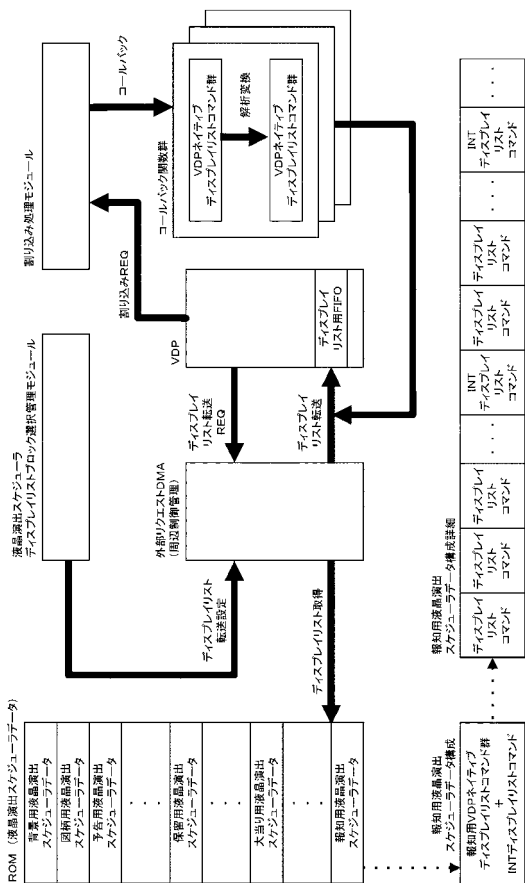 ROM (液晶演出スケジューラデータ)
背景用液晶演出
スケジューラデータ
図柄用液晶演出
スケジューラデータ
予告用液晶演出
スケジューラデータ
・・・
保留用液晶演出
スケジューラデータ
・・・
大当り用液晶演出
スケジューラデータ
・・・
報知用液晶演出
スケジューラデータ
液晶演出スケジューラ
ディスプレイリストブロック選択管理モジュール
ディスプレイリスト
転送設定
外部リクエストDMA
(周辺制御管理)
ディスプレイリスト取得
ディスプレイ
リスト転送
REQ
ディスプレイ
リスト転送
VDP
ディスプレイ
リスト用FIFO
割り込みREQ
割り込み処理モジュール
コールバック
コールバック関数群
VDPネイティブ
ディスプレイリストコマンド群
解析変換
VDPネイティブ
ディスプレイリストコマンド群
報知用液晶演出
スケジューラデータ構成
報知用VDPネイティブ
ディスプレイリストコマンド群
+
INTディスプレイリストコマンド
報知用液晶演出
スケジューラデータ構成詳細
ディスプレイ
リスト
コマンド
ディスプレイ
リスト
コマンド
ディスプレイ
リスト
コマンド
・・・
INT
ディスプレイ
リスト
コマンド
ディスプレイ
リスト
コマンド
ディスプレイ
リスト
コマンド
・・・
INT
ディスプレイ
リスト
コマンド
・・・